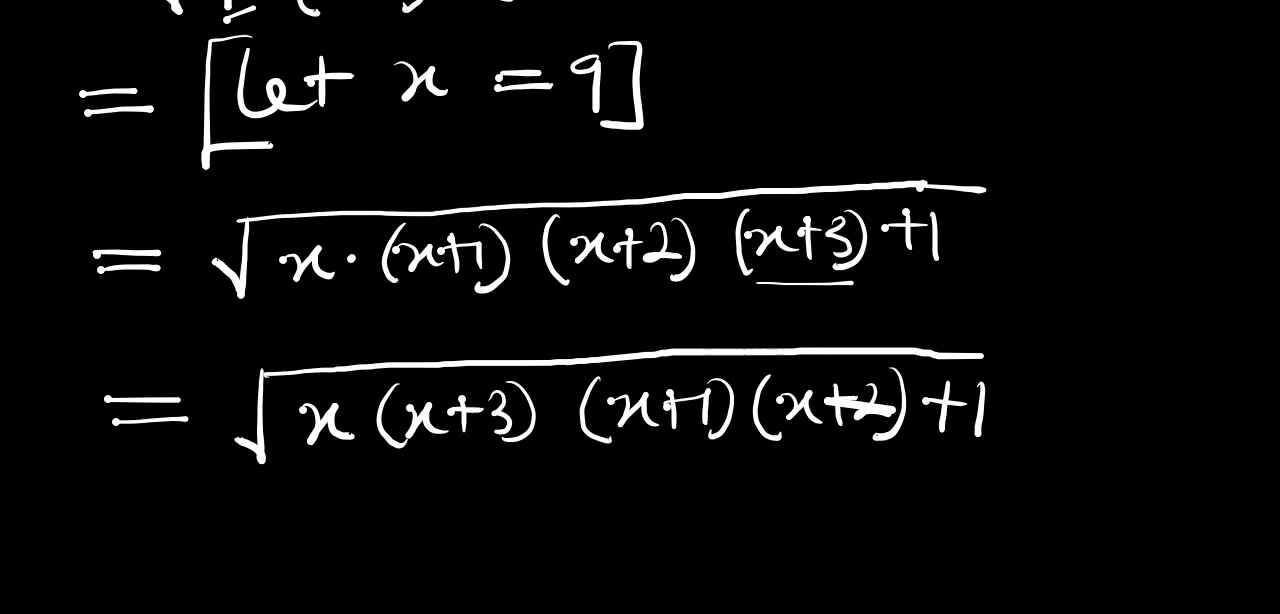 = [let x = 9]
= √x·(x+1) (x+2) (x+3)+1
= √x (x+3) (x+1)(x+2)+1